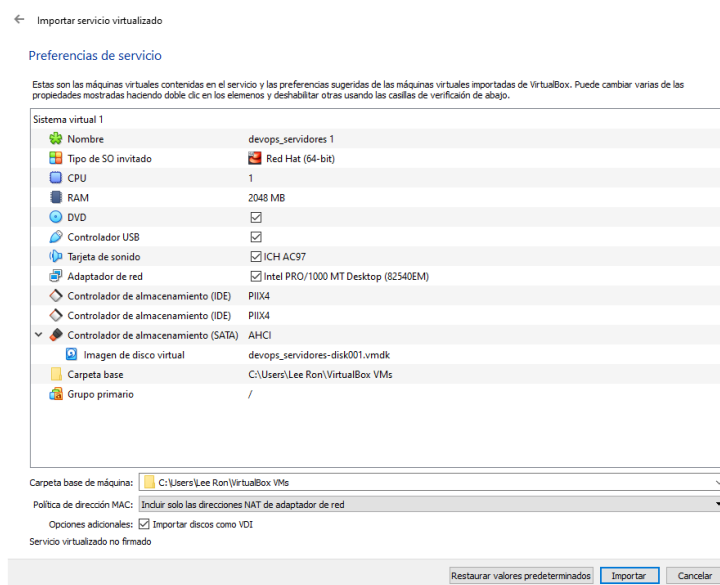 Importar servicio virtualizado
Preferencias de servicio
Estas son las máquinas virtuales contenidas en el servicio y las preferencias sugeridas de las máquinas virtuales importadas de VirtualBox. Puede cambiar varias de las
propiedades mostradas haciendo doble clic en los elemenos y deshabilitar otras usando las casillas de verificaión de abajo.
Sistema virtual 1
Nombre devops_servidores 1
Tipo de SO invitado Red Hat (64-bit)
CPU 1
RAM 2048 MB
DVD
Controlador USB
Tarjeta de sonido ICH AC97
Adaptador de red Intel PRO/1000 MT Desktop (82540EM)
Controlador de almacenamiento (IDE) PIIX4
Controlador de almacenamiento (IDE) PIIX4
Controlador de almacenamiento (SATA) AHCI
Imagen de disco virtual devops_servidores-disk001.vmdk
Carpeta base C:\Users\Lee Ron\VirtualBox VMs
Grupo primario /
Carpeta base de máquina: C:\Users\Lee Ron\VirtualBox VMs
Política de dirección MAC: Incluir solo las direcciones NAT de adaptador de red
Opciones adicionales: Importar discos como VDI
Servicio virtualizado no firmado
Restaurar valores predeterminados Importar Cancelar